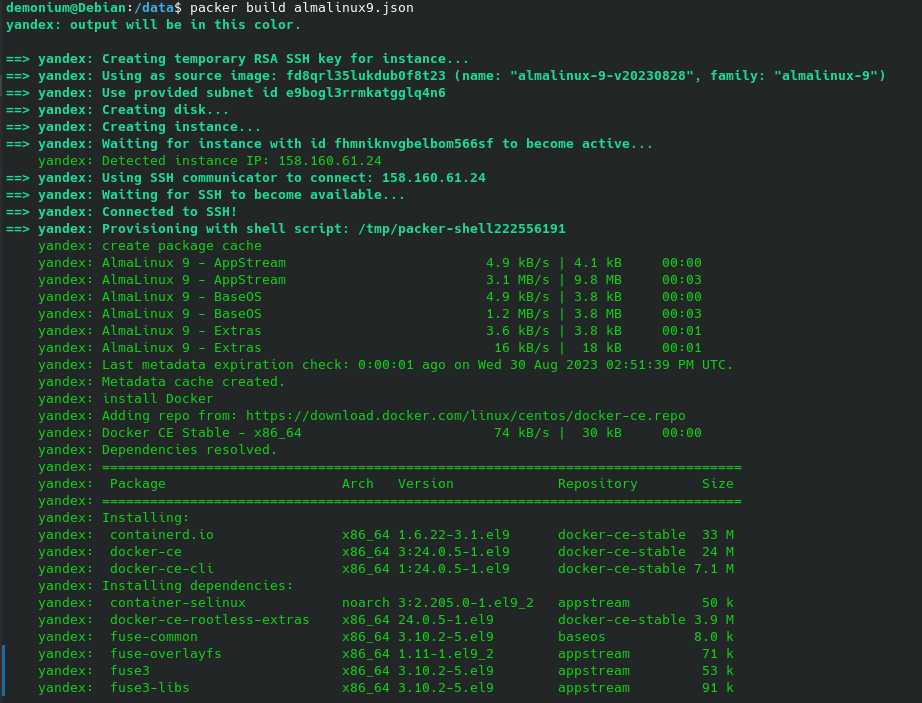 demonium@Debian:/data$ packer build almalinux9.json
yandex: output will be in this color.

==> yandex: Creating temporary RSA SSH key for instance...
==> yandex: Using as source image: fd8qrl35lukdub0f8t23 (name: "almalinux-9-v20230828", family: "almalinux-9")
==> yandex: Use provided subnet id e9bogl3rrmkatgglq4n6
==> yandex: Creating disk...
==> yandex: Creating instance...
==> yandex: Waiting for instance with id fhmniknvgbelbom566sf to become active...
    yandex: Detected instance IP: 158.160.61.24
==> yandex: Using SSH communicator to connect: 158.160.61.24
==> yandex: Waiting for SSH to become available...
==> yandex: Connected to SSH!
==> yandex: Provisioning with shell script: /tmp/packer-shell222556191
    yandex: create package cache
    yandex: AlmaLinux 9 - AppStream                         4.9 kB/s | 4.1 kB     00:00
    yandex: AlmaLinux 9 - AppStream                         3.1 MB/s | 9.8 MB     00:03
    yandex: AlmaLinux 9 - BaseOS                            4.9 kB/s | 3.8 kB     00:00
    yandex: AlmaLinux 9 - BaseOS                            1.2 MB/s | 3.8 MB     00:03
    yandex: AlmaLinux 9 - Extras                            3.6 kB/s | 3.8 kB     00:01
    yandex: AlmaLinux 9 - Extras                             16 kB/s |  18 kB     00:01
    yandex: Last metadata expiration check: 0:00:01 ago on Wed 30 Aug 2023 02:51:39 PM UTC.
    yandex: Metadata cache created.
    yandex: install Docker
    yandex: Adding repo from: https://download.docker.com/linux/centos/docker-ce.repo
    yandex: Docker CE Stable - x86_64                        74 kB/s |  30 kB     00:00
    yandex: Dependencies resolved.
    yandex: ================================================================================
    yandex:  Package                      Arch   Version             Repository        Size
    yandex: ================================================================================
    yandex: Installing:
    yandex:  containerd.io                x86_64 1.6.22-3.1.el9      docker-ce-stable  33 M
    yandex:  docker-ce                    x86_64 3:24.0.5-1.el9      docker-ce-stable  24 M
    yandex:  docker-ce-cli                x86_64 1:24.0.5-1.el9      docker-ce-stable 7.1 M
    yandex: Installing dependencies:
    yandex:  container-selinux            noarch 3:2.205.0-1.el9_2   appstream         50 k
    yandex:  docker-ce-rootless-extras    x86_64 24.0.5-1.el9        docker-ce-stable 3.9 M
    yandex:  fuse-common                  x86_64 3.10.2-5.el9        baseos           8.0 k
    yandex:  fuse-overlayfs               x86_64 1.11-1.el9_2        appstream         71 k
    yandex:  fuse3                        x86_64 3.10.2-5.el9        appstream         53 k
    yandex:  fuse3-libs                   x86_64 3.10.2-5.el9        appstream         91 k